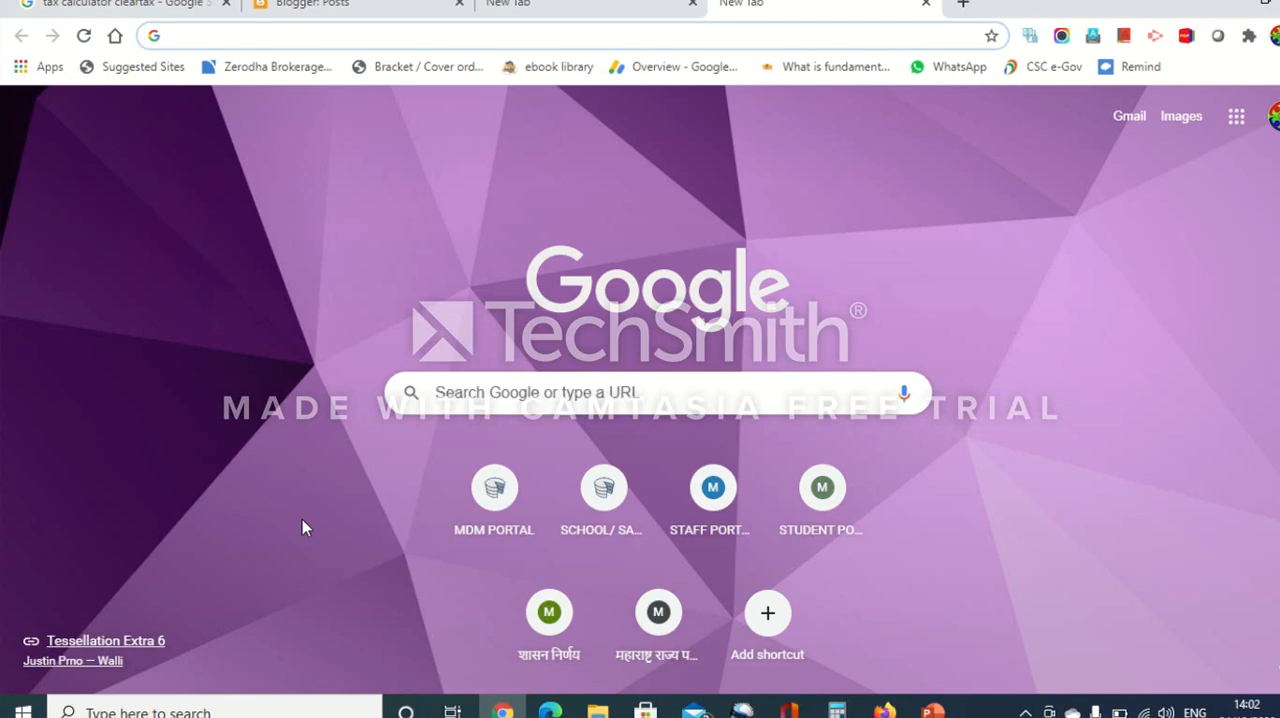 tax calculator cleartax - Google S
Blogger: Posts
New Tab
New Tab
Apps
Suggested Sites
Zerodha Brokerage...
Bracket / Cover ord...
ebook library
Overview - Google...
What is fundament...
WhatsApp
CSC e-Gov
Remind
Gmail
Images
Google
TechSmith®
Search Google or type a URL
MADE WITH CAMTASIA FREE TRIAL
MDM PORTAL
SCHOOL/ SA...
STAFF PORT...
STUDENT PO...
शासन निर्णय
महाराष्ट्र राज्य प...
Add shortcut
Tessellation Extra 6
Justin Prno — Walli
Type here to search
ENG
14:02